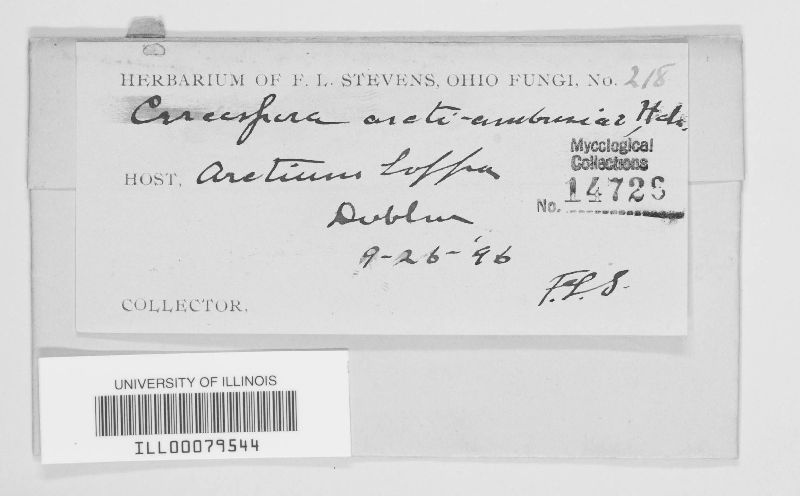 HERBARIUM OF F. L. STEVENS, OHIO FUNGI, No. 218
Cercospora arcti-ambrosiae Hals.
HOST, Arctium Lappa
Mycological
Collections
No. 14726
Dublin
9-26-'96
F.L.S.
COLLECTOR,
UNIVERSITY OF ILLINOIS
ILL00079544